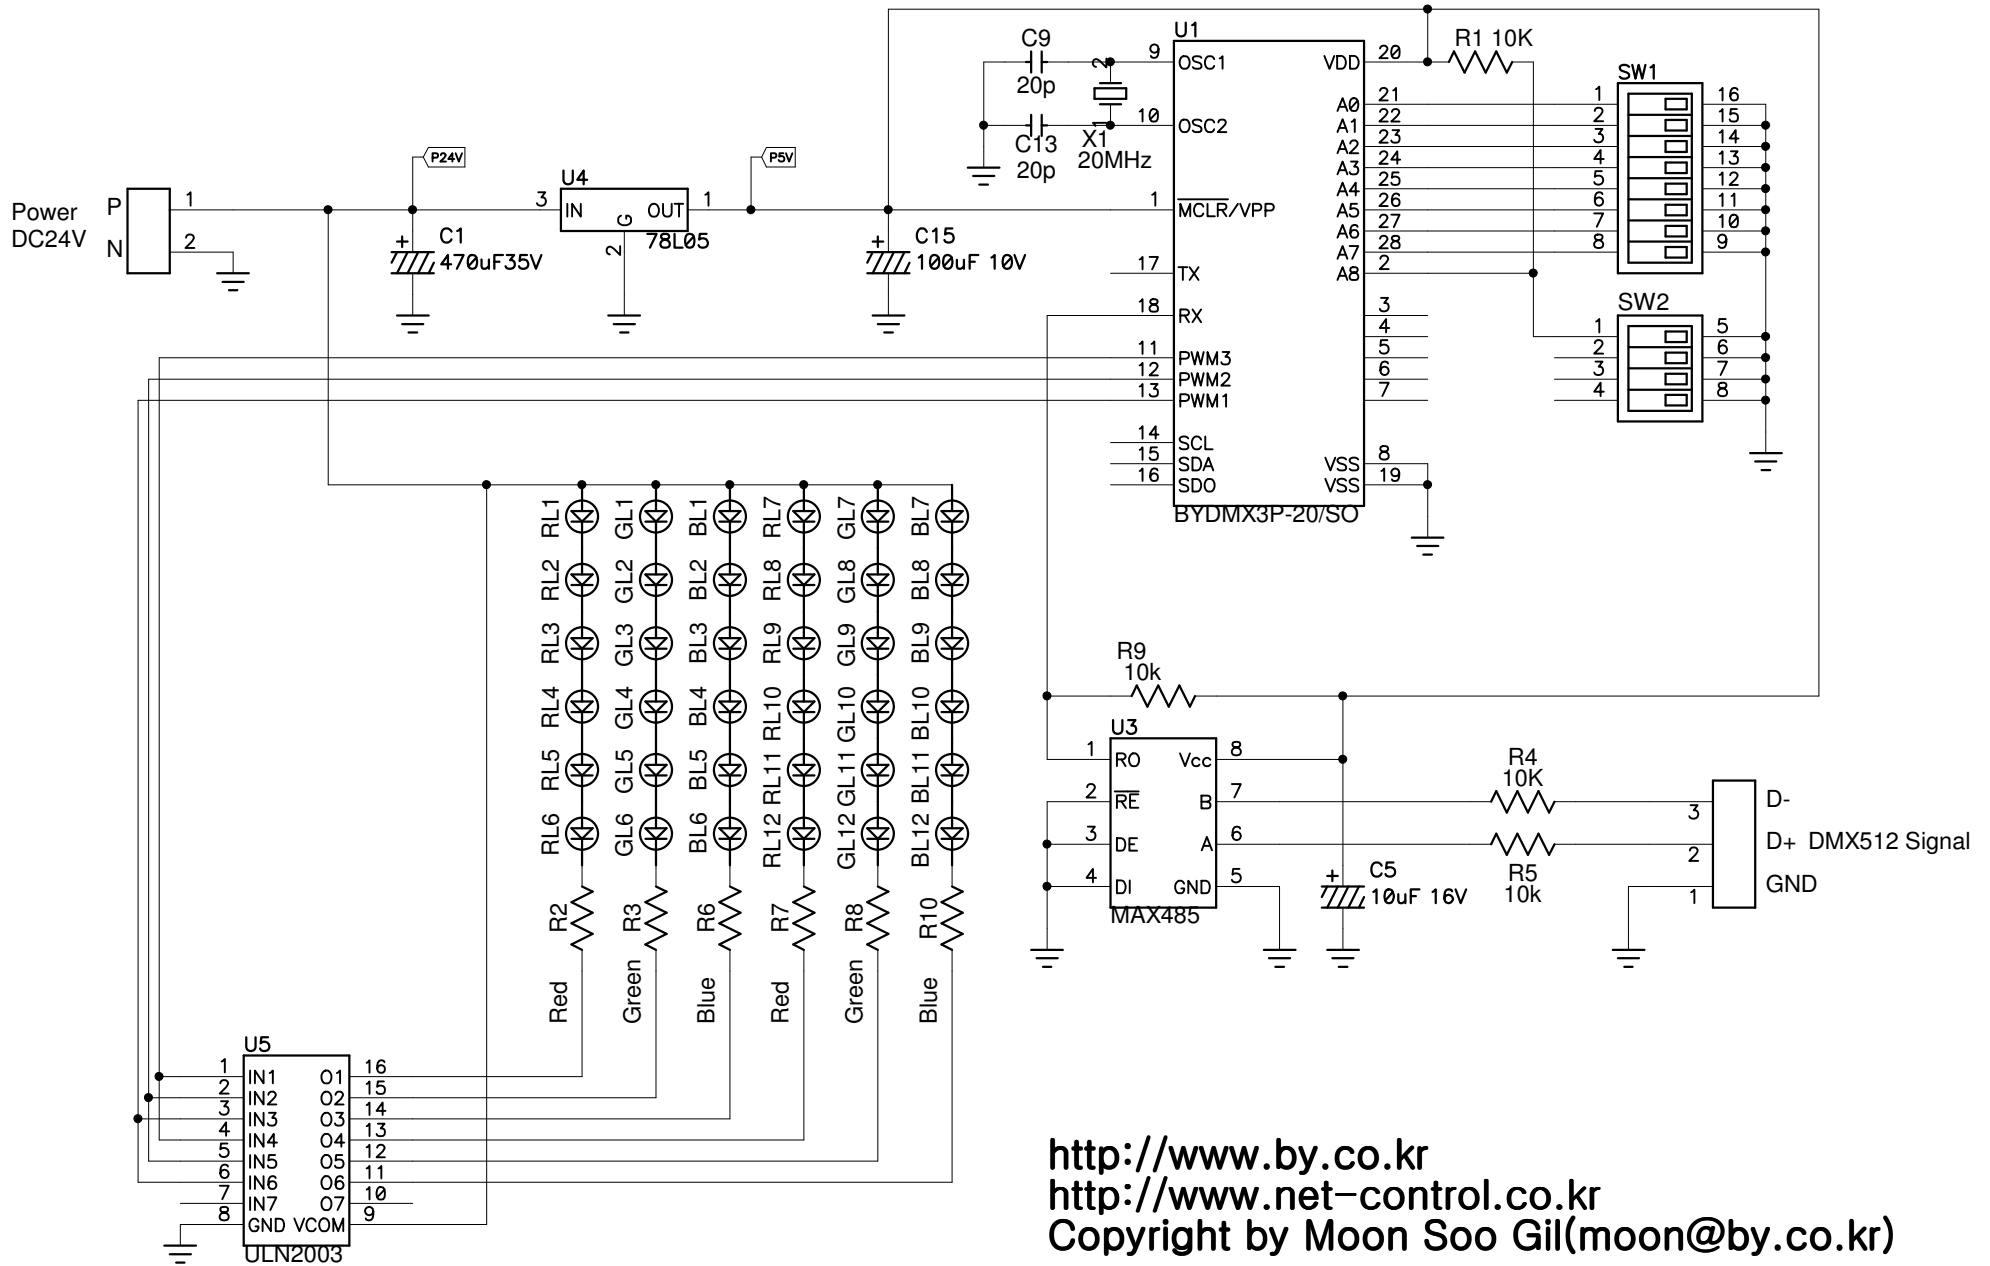 Power
DC24V
P
N
1
2
P24V
C1
470uF35V
U4
3
IN
OUT
1
G
2
78L05
P5V
C15
100uF 10V
C9
20p
C13
20p
2
1
X1
20MHz
U1
9
OSC1
10
OSC2
1
MCLR/VPP
17
TX
18
RX
11
PWM3
12
PWM2
13
PWM1
14
SCL
15
SDA
16
SDO
VDD
20
A0
21
A1
22
A2
23
A3
24
A4
25
A5
26
A6
27
A7
28
A8
2
3
4
5
6
7
VSS
8
VSS
19
BYDMX3P-20/SO
R1 10K
SW1
1
16
2
15
3
14
4
13
5
12
6
11
7
10
8
9
SW2
1
5
2
6
3
7
4
8
RL1
GL1
BL1
RL7
GL7
BL7
RL2
GL2
BL2
RL8
GL8
BL8
RL3
GL3
BL3
RL9
GL9
BL9
RL4
GL4
BL4
RL10
GL10
BL10
RL5
GL5
BL5
RL11
GL11
BL11
RL6
GL6
BL6
RL12
GL12
BL12
R2
R3
R6
R7
R8
R10
Red
Green
Blue
Red
Green
Blue
R9
10k
U3
1
RO
Vcc
8
2
RE
B
7
3
DE
A
6
4
DI
GND
5
MAX485
R4
10K
R5
10k
C5
10uF 16V
3
D-
2
D+ DMX512 Signal
1
GND
U5
1
IN1
O1
16
2
IN2
O2
15
3
IN3
O3
14
4
IN4
O4
13
5
IN5
O5
12
6
IN6
O6
11
7
IN7
O7
10
8
GND
VCOM
9
ULN2003
http://www.by.co.kr
http://www.net-control.co.kr
Copyright by Moon Soo Gil(moon@by.co.kr)